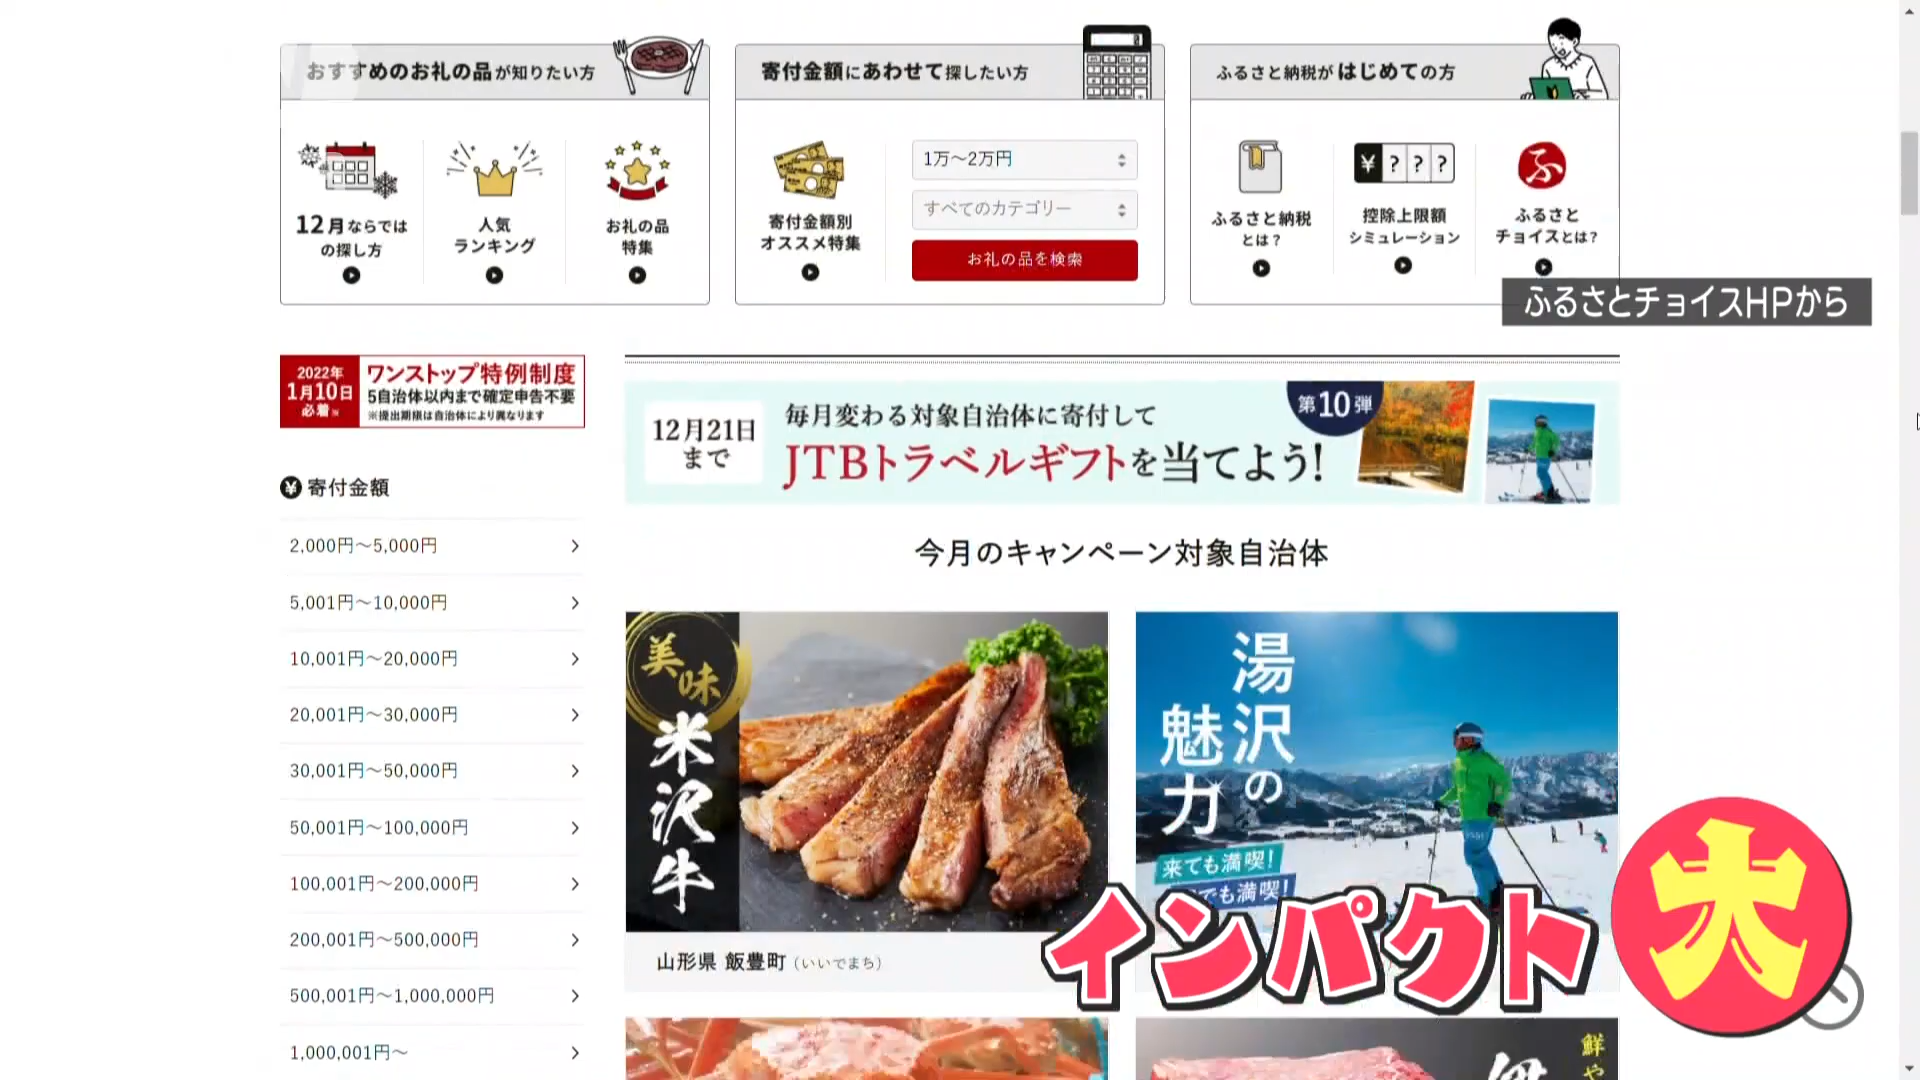 おすすめのお礼の品が知りたい方
12月ならでは
の探し方
人気
ランキング
お礼の品
特集
寄付金額にあわせて探したい方
寄付金額別
オススメ特集
1万～2万円
すべてのカテゴリー
お礼の品を検索
ふるさと納税がはじめての方
ふるさと納税
とは？
¥???
控除上限額
シミュレーション
ふ
ふるさと
チョイスとは？
ふるさとチョイスHPから
2022年
1月10日
必着※
ワンストップ特例制度
5自治体以内まで確定申告不要
※提出期限は自治体により異なります
¥寄付金額
2,000円～5,000円
5,001円～10,000円
10,001円～20,000円
20,001円～30,000円
30,001円～50,000円
50,001円～100,000円
100,001円～200,000円
200,001円～500,000円
500,001円～1,000,000円
1,000,001円～
12月21日
まで
毎月変わる対象自治体に寄付して
JTBトラベルギフトを当てよう!
第10弾
今月のキャンペーン対象自治体
美味
米沢牛
山形県 飯豊町（いいでまち）
湯沢の
魅力
来ても満喫!
でも満喫!
インパクト大
鮮や